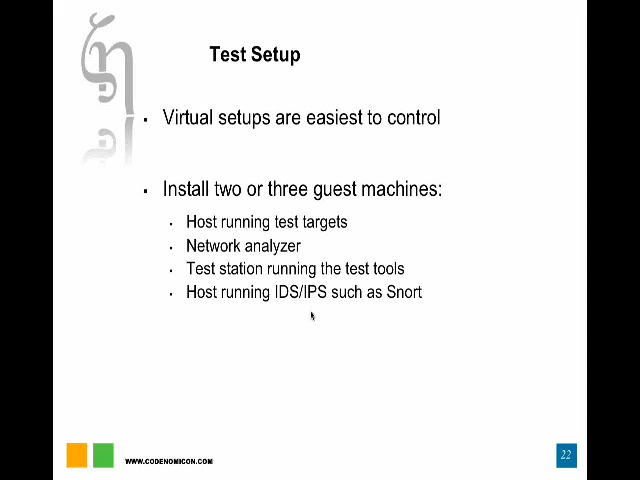 Test Setup
Virtual setups are easiest to control
Install two or three guest machines:
Host running test targets
Network analyzer
Test station running the test tools
Host running IDS/IPS such as Snort
WWW.CODENOMICON.COM
22